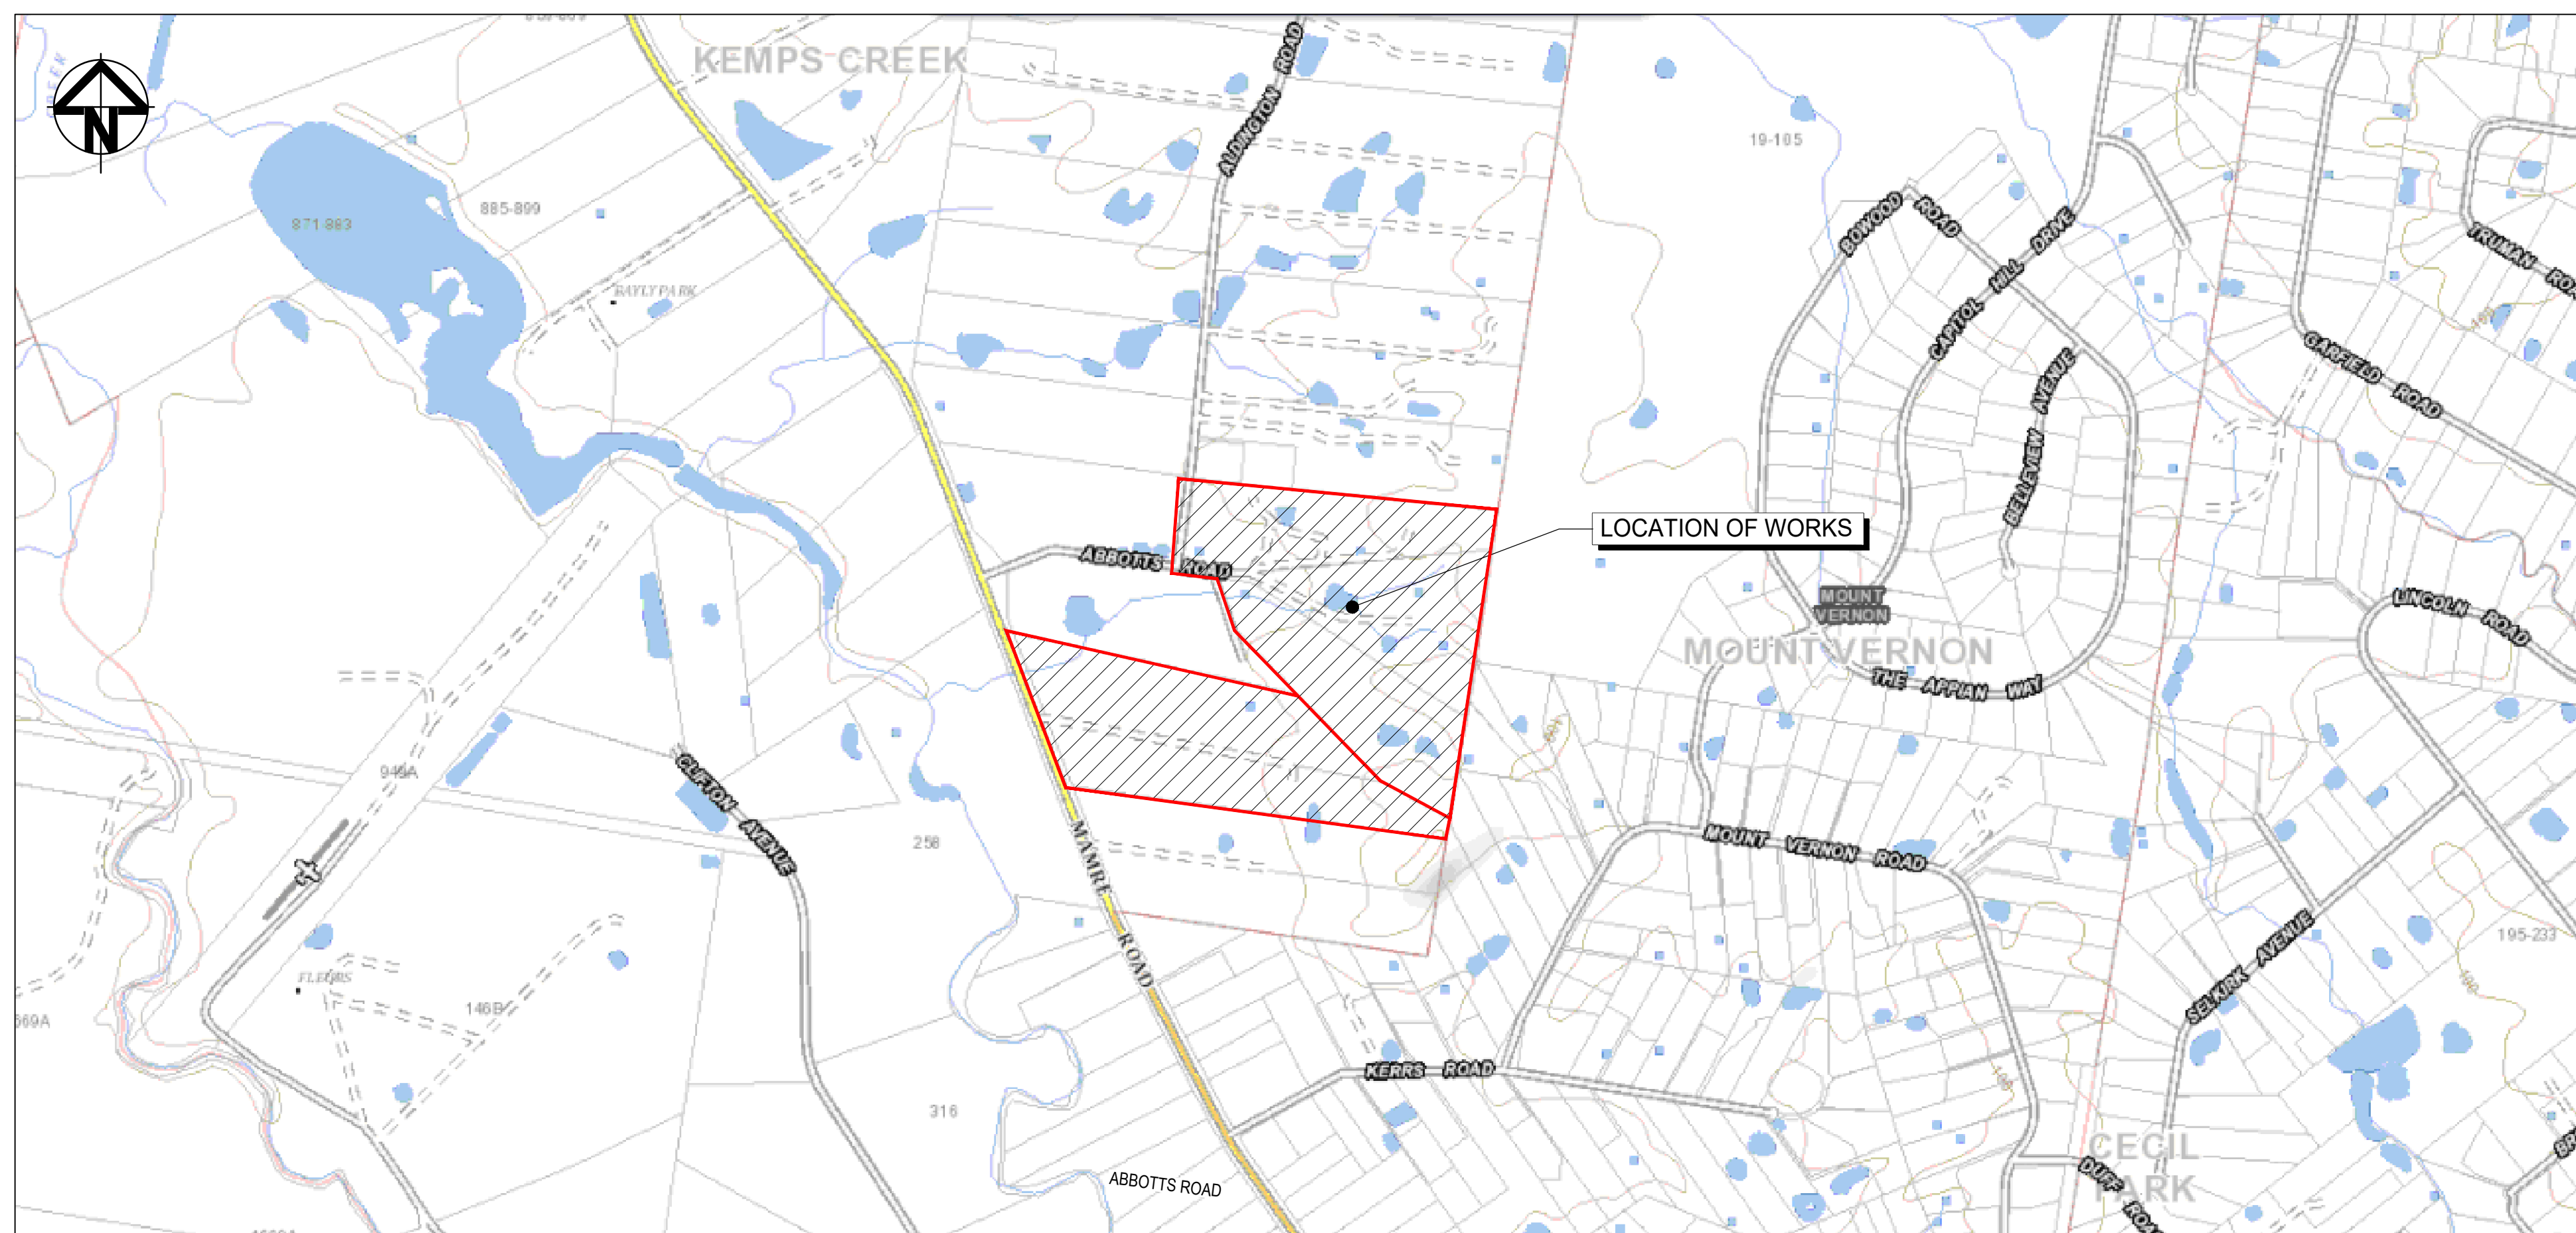 KEMPS CREEK
N
ALDINGTON ROAD
19-105
871-883
885-899
BAYLY PARK
BOWOOD ROAD
CAPITOL HILL DRIVE
BELLEVIEW AVENUE
TRUMAN
GARFIELD ROAD
LOCATION OF WORKS
ABBOTTS ROAD
MOUNT
VERNON
MOUNT VERNON
LINCOLN ROAD
THE APPIAN WAY
949A
CLIFTON AVENUE
258
MAMRE ROAD
MOUNT VERNON ROAD
195-233
SELKIRK AVENUE
FLEURS
146B
669A
KERRS ROAD
316
ABBOTTS ROAD
CECIL
PARK
DUFF ROAD